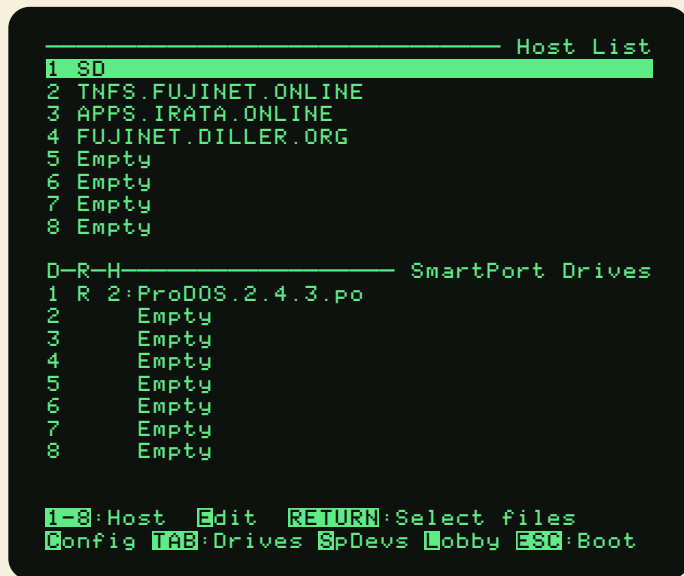 Host List
1 SD
2 TNFS.FUJINET.ONLINE
3 APPS.IRATA.ONLINE
4 FUJINET.DILLER.ORG
5 Empty
6 Empty
7 Empty
8 Empty
D-R-H SmartPort Drives
1 R 2:ProDOS.2.4.3.po
2 Empty
3 Empty
4 Empty
5 Empty
6 Empty
7 Empty
8 Empty
1-8:Host Edit RETURN:Select files
Config TAB:Drives SpDevs Lobby ESC:Boot